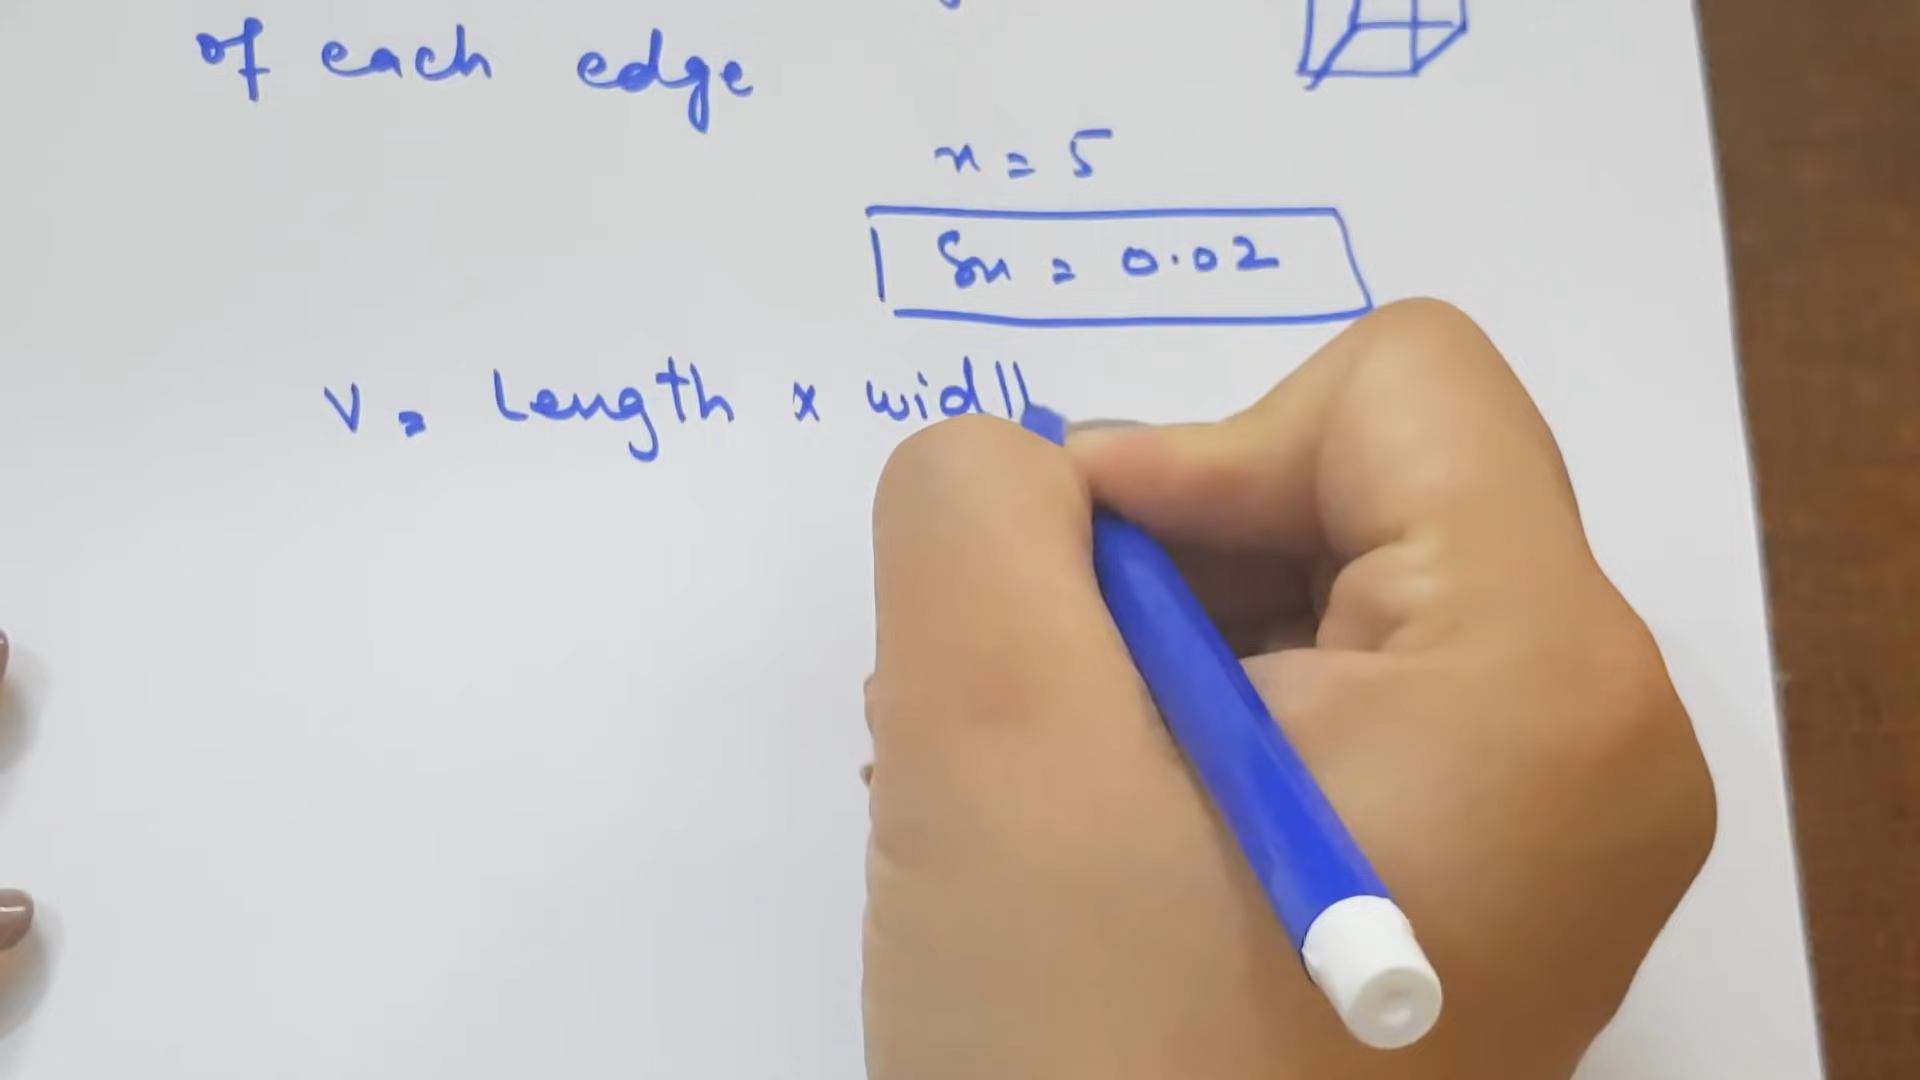 of each edge
x = 5
δx = 0.02
V = Length x widt